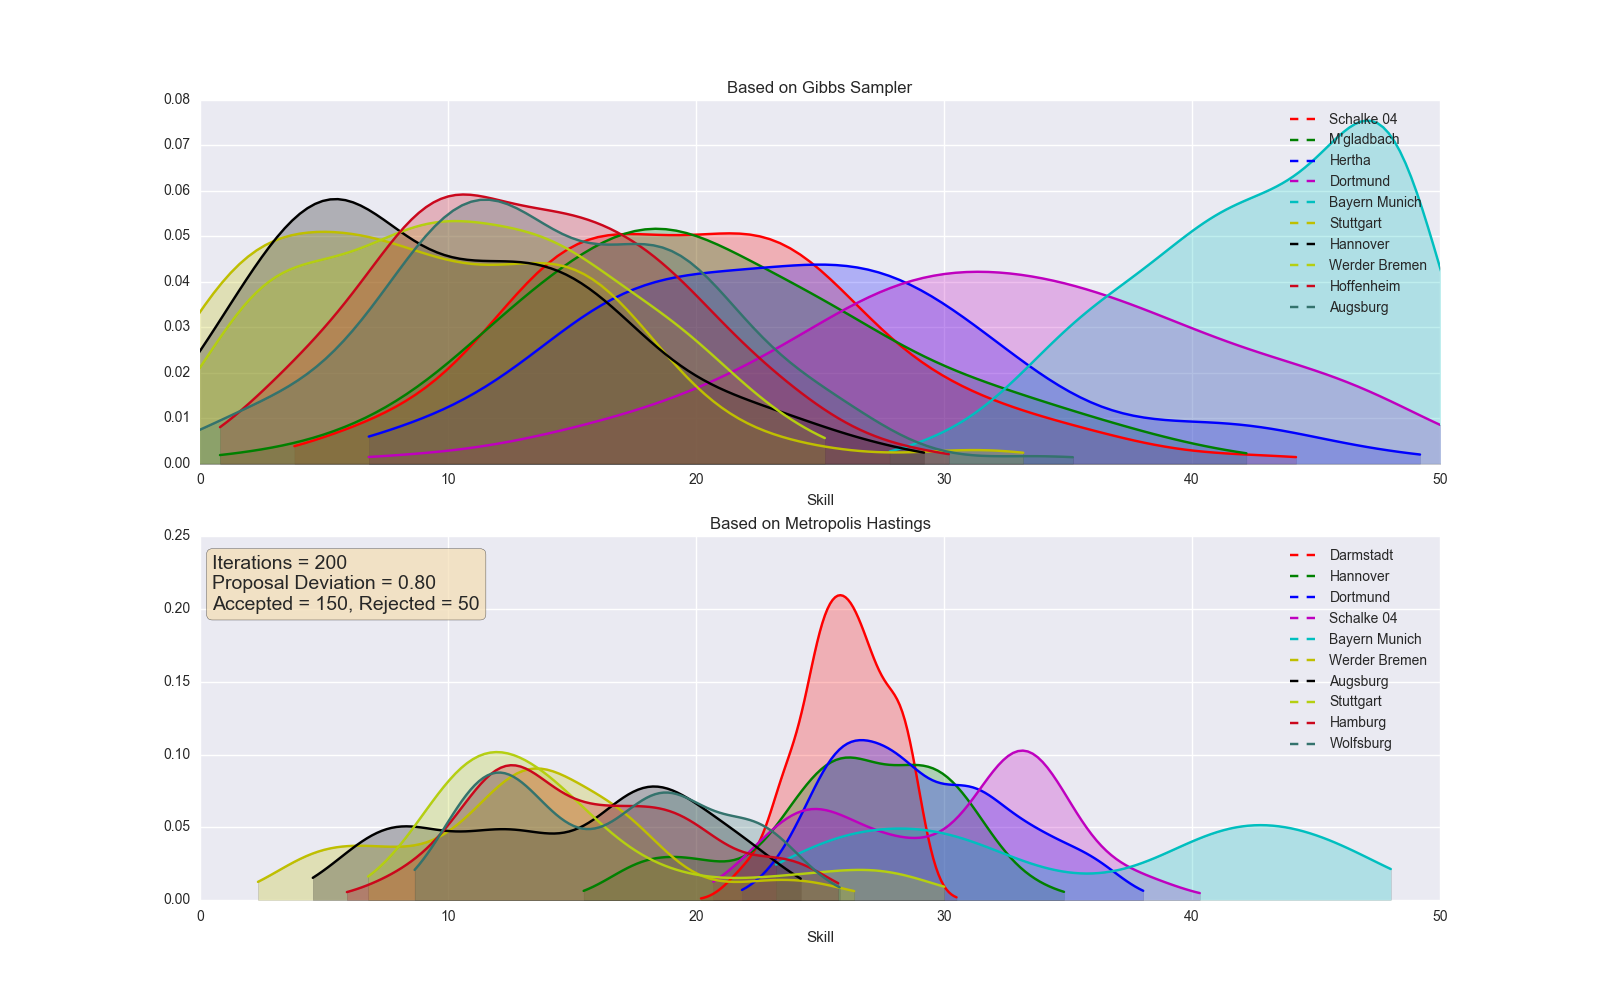 Based on Gibbs Sampler
0.08
0.07
0.06
0.05
0.04
0.03
0.02
0.01
0.00
Schalke 04
M'gladbach
Hertha
Dortmund
Bayern Munich
Stuttgart
Hannover
Werder Bremen
Hoffenheim
Augsburg
0 10 20 30 40 50
Skill
Based on Metropolis Hastings
0.25
0.20
0.15
0.10
0.05
0.00
Iterations = 200
Proposal Deviation = 0.80
Accepted = 150, Rejected = 50
Darmstadt
Hannover
Dortmund
Schalke 04
Bayern Munich
Werder Bremen
Augsburg
Stuttgart
Hamburg
Wolfsburg
0 10 20 30 40 50
Skill